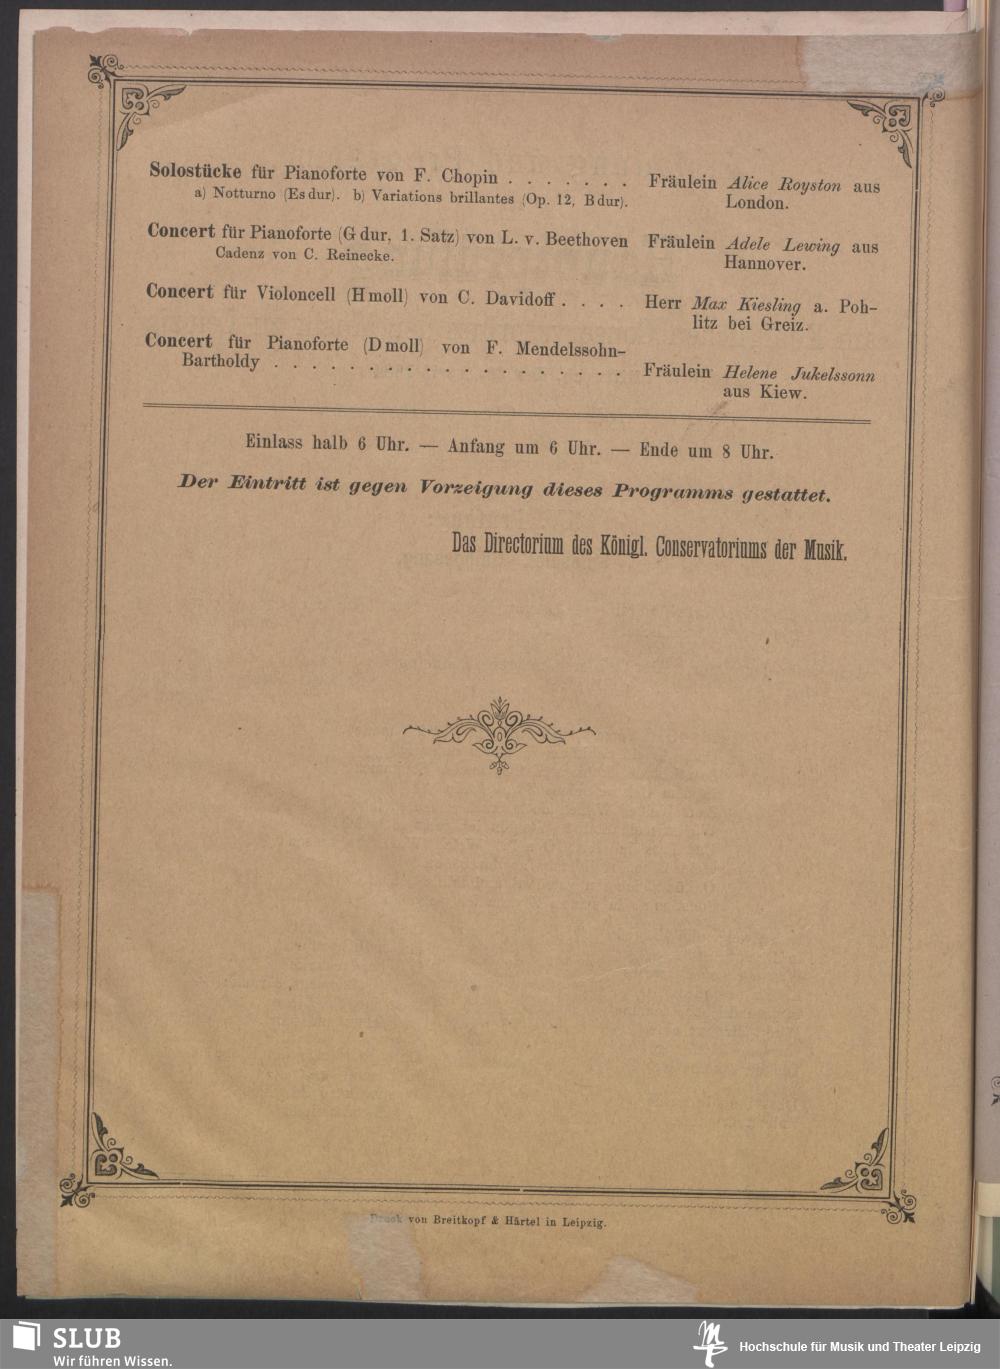 Solostücke für Pianoforte von F. Chopin . . . . . . . Fräulein Alice Royston aus
a) Notturno (Es dur). b) Variations brillantes (Op. 12, B dur). London.
Concert für Pianoforte (G dur, 1. Satz) von L. v. Beethoven Fräulein Adele Lewing aus
Cadenz von C. Reinecke. Hannover.
Concert für Violoncell (H moll) von C. Davidoff . . . . Herr Max Kiesling a. Poh-
litz bei Greiz.
Concert für Pianoforte (D moll) von F. Mendelssohn-
Bartholdy . . . . . . . . . . . . . . . . . . . Fräulein Helene Jukelssonn
aus Kiew.
Einlass halb 6 Uhr. — Anfang um 6 Uhr. — Ende um 8 Uhr.
Der Eintritt ist gegen Vorzeigung dieses Programms gestattet.
Das Directorium des Königl. Conservatoriums der Musik.
Druck von Breitkopf & Härtel in Leipzig.
SLUB
Wir führen Wissen.
Hochschule für Musik und Theater Leipzig